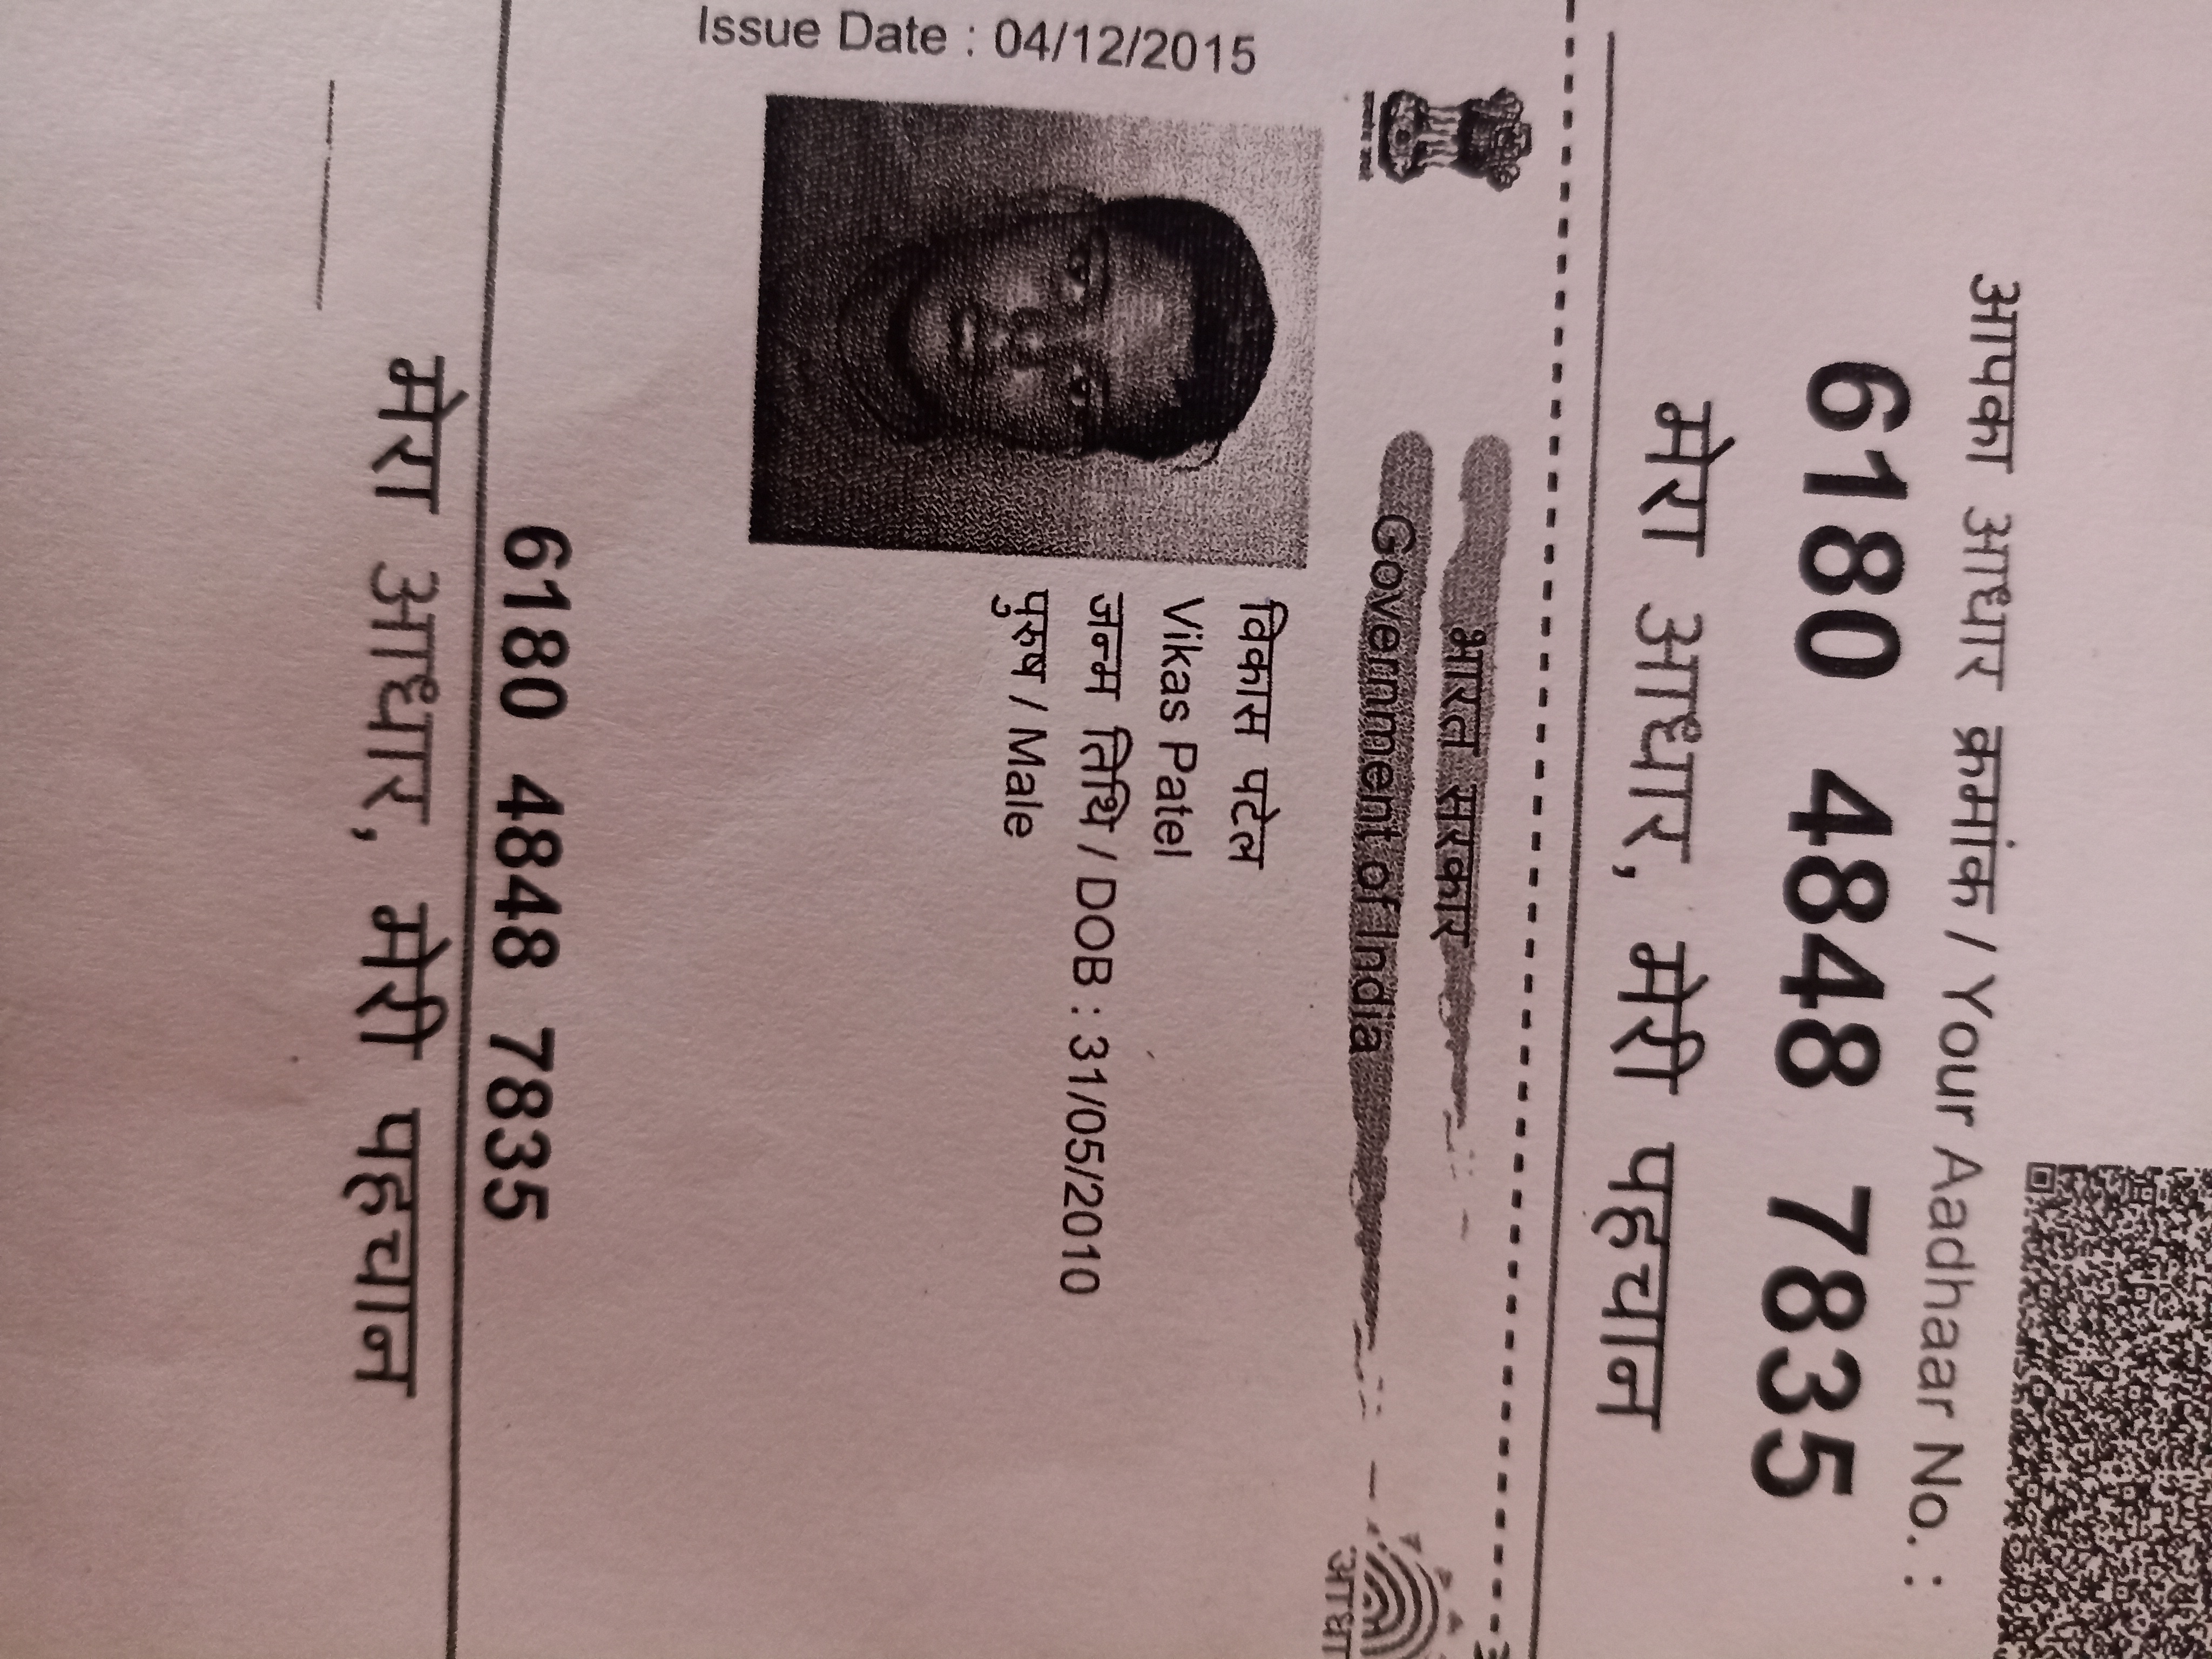 आपका आधार क्रमांक / Your Aadhaar No. :
6180 4848 7835
मेरा आधार, मेरी पहचान
भारत सरकार
Government of India
आधा
Issue Date : 04/12/2015
विकास पटेल
Vikas Patel
जन्म तिथि / DOB : 31/05/2010
पुरुष / Male
6180 4848 7835
मेरा आधार, मेरी पहचान